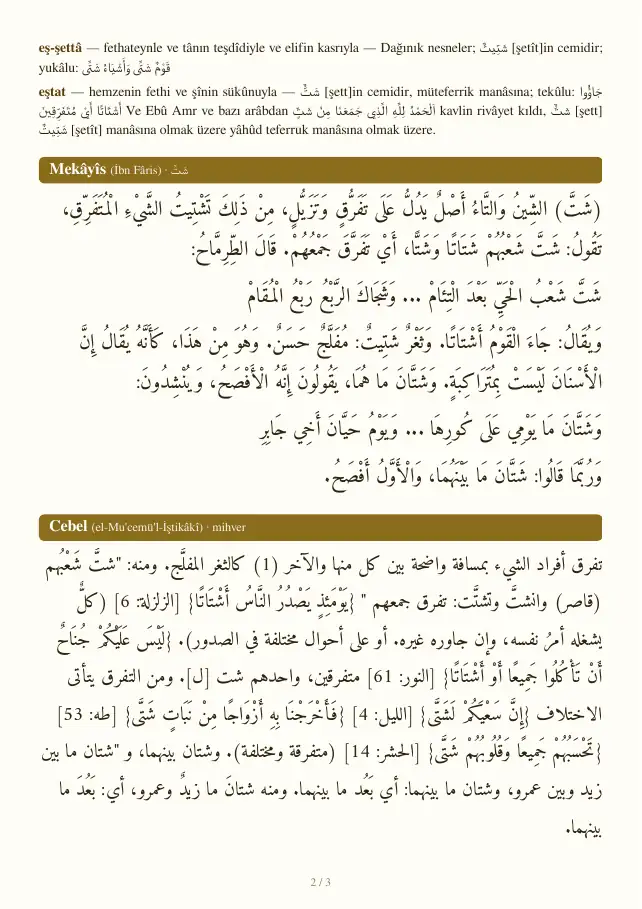 eş-şettâ — fethateynle ve tânın teşdîdiyle ve elifin kasrıyla — Dağınık nesneler; شَتِيتٌ [şetît]in cemidir;
yukâlu: قَوْمٌ شَتَّى وَأَشْيَاءُ شَتَّى
eştat — hemzenin fethi ve şînin sükûnuyla — شَتٌّ [şett]in cemidir, müteferrik manâsına; tekûlu: جَاؤُوا
أَشْتَاتًا أَيْ مُتَفَرِّقِينَ Ve Ebû Amr ve bazı arâbdan اَلْحَمْدُ لِلَّهِ الَّذِي جَمَعَنَا مِنْ شَتٍّ kavlin rivâyet kıldı, شَتٌّ [şett]
شَتِيتٌ [şetît] manâsına olmak üzere yâhûd teferruk manâsına olmak üzere.
Mekâyîs (İbn Fâris) · شتّ
(شَتَّ) الشِّينُ وَالتَّاءُ أَصْلٌ يَدُلُّ عَلَى تَفَرُّقٍ وَتَزَيُّلٍ، مِنْ ذَلِكَ تَشْتِيتُ الشَّيْءِ الْمُتَفَرِّقِ،
تَقُولُ: شَتَّ شَعْبُهُمْ شَتَاتًا وَشَتًّا، أَيْ تَفَرَّقَ جَمْعُهُمْ. قَالَ الطِّرِمَّاحُ:
شَتَّ شَعْبُ الْحَيِّ بَعْدَ الْتِئَامْ ... وَشَجَاكَ الرَّبْعُ رَبْعُ الْمُقَامْ
وَيُقَالُ: جَاءَ الْقَوْمُ أَشْتَاتًا. وَثَغْرٌ شَتِيتٌ: مُفَلَّجٌ حَسَنٌ. وَهُوَ مِنْ هَذَا، كَأَنَّهُ يُقَالُ إِنَّ
الْأَسْنَانَ لَيْسَتْ بِمُتَرَاكِبَةٍ. وَشَتَّانَ مَا هُمَا، يَقُولُونَ إِنَّهُ الْأَفْصَحُ، وَيُنْشِدُونَ:
وَشَتَّانَ مَا يَوْمِي عَلَى كُورِهَا ... وَيَوْمُ حَيَّانَ أَخِي جَابِرِ
وَرُبَّمَا قَالُوا: شَتَّانَ مَا بَيْنَهُمَا، وَالْأَوَّلُ أَفْصَحُ.
Cebel (el-Mu'cemü'l-İştikâkî) · mihver
تفرق أفراد الشيء بمسافة واضحة بين كل منها والآخر (1) كالثغر المفلَّج. ومنه: "شتَّ شَعْبُهم
(قاصر) وانشتَّ وتشتَّت: تفرق جمعهم " {يَوْمَئِذٍ يَصْدُرُ النَّاسُ أَشْتَاتًا} [الزلزلة: 6] (كلٌّ
يشغله أمرُ نفسه، وإن جاوره غيره. أو على أحوال مختلفة في الصدور). {لَيْسَ عَلَيْكُمْ جُنَاحٌ
أَنْ تَأْكُلُوا جَمِيعًا أَوْ أَشْتَاتًا} [النور: 61] متفرقين، واحدهم شت [ل]. ومن التفرق يتأتى
الاختلاف {إِنَّ سَعْيَكُمْ لَشَتَّى} [الليل: 4] {فَأَخْرَجْنَا بِهِ أَزْوَاجًا مِنْ نَبَاتٍ شَتَّى} [طه: 53]
{تَحْسَبُهُمْ جَمِيعًا وَقُلُوبُهُمْ شَتَّى} [الحشر: 14] (متفرقة ومختلفة). وشتان بينهما، و "شتان ما بين
زيد وبين عمرو، وشتان ما بينهما: أي بَعُد ما بينهما. ومنه شتانَ ما زيدٌ وعمرو، أي: بَعُدَ ما
بينهما.
2 / 3